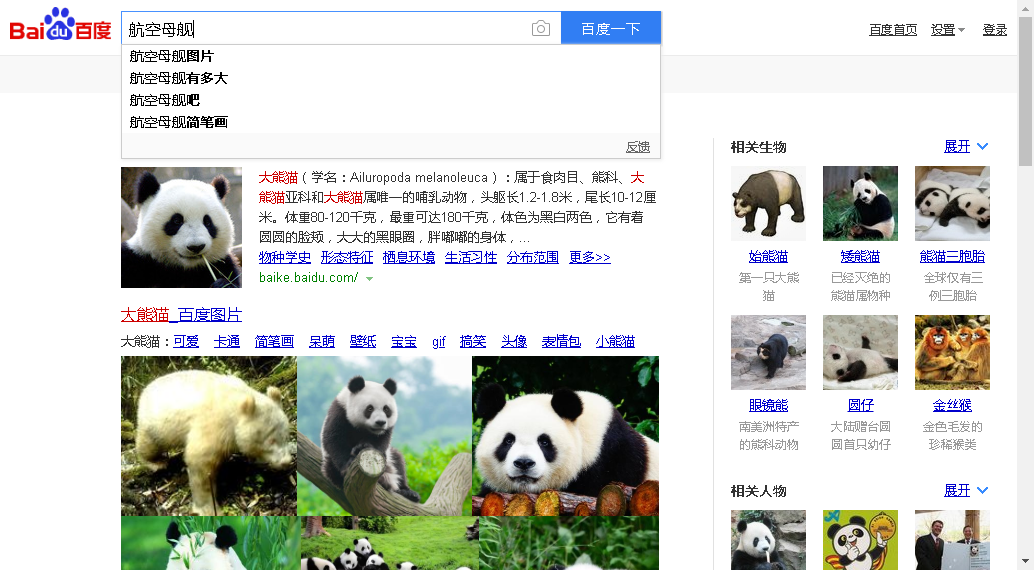 Bai du 百度
航空母舰
百度一下
百度首页 设置 登录
航空母舰图片
航空母舰有多大
航空母舰吧
航空母舰简笔画
反馈
大熊猫（学名：Ailuropoda melanoleuca）：属于食肉目、熊科、大
熊猫亚科和大熊猫属唯一的哺乳动物，头躯长1.2-1.8米，尾长10-12厘
米。体重80-120千克，最重可达180千克，体色为黑白两色，它有着
圆圆的脸颊，大大的黑眼圈，胖嘟嘟的身体，...
物种学史 形态特征 栖息环境 生活习性 分布范围 更多>>
baike.baidu.com/
大熊猫_百度图片
大熊猫：可爱 卡通 简笔画 呆萌 壁纸 宝宝 gif 搞笑 头像 表情包 小熊猫
相关生物 展开
始熊猫
第一只大熊
猫
矮熊猫
已经灭绝的
熊猫属物种
熊猫三胞胎
全球仅有三
例三胞胎
眼镜熊
南美洲特产
的熊科动物
圆仔
大陆赠台圆
圆首只幼仔
金丝猴
金色毛发的
珍稀猴类
相关人物 展开